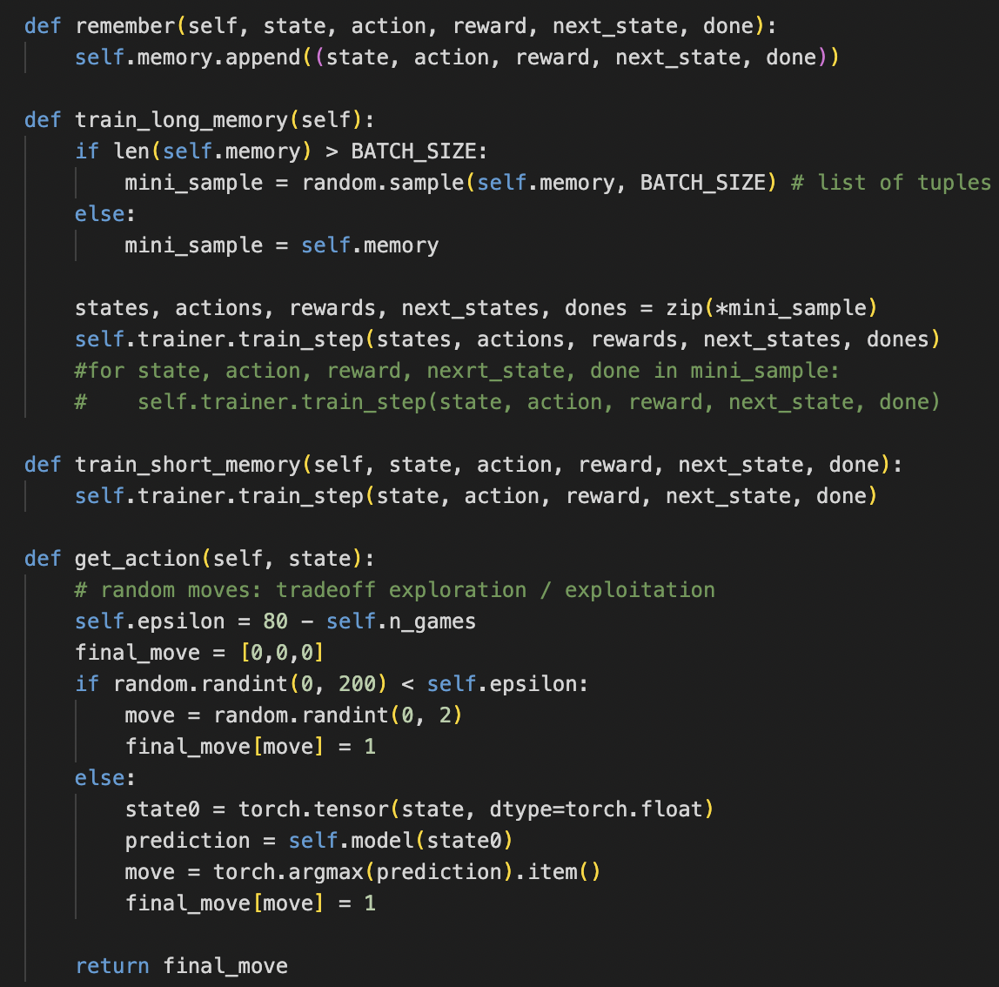 def remember(self, state, action, reward, next_state, done):
    self.memory.append((state, action, reward, next_state, done))

def train_long_memory(self):
    if len(self.memory) > BATCH_SIZE:
        mini_sample = random.sample(self.memory, BATCH_SIZE) # list of tuples
    else:
        mini_sample = self.memory

    states, actions, rewards, next_states, dones = zip(*mini_sample)
    self.trainer.train_step(states, actions, rewards, next_states, dones)
    #for state, action, reward, nexrt_state, done in mini_sample:
    #    self.trainer.train_step(state, action, reward, next_state, done)

def train_short_memory(self, state, action, reward, next_state, done):
    self.trainer.train_step(state, action, reward, next_state, done)

def get_action(self, state):
    # random moves: tradeoff exploration / exploitation
    self.epsilon = 80 - self.n_games
    final_move = [0,0,0]
    if random.randint(0, 200) < self.epsilon:
        move = random.randint(0, 2)
        final_move[move] = 1
    else:
        state0 = torch.tensor(state, dtype=torch.float)
        prediction = self.model(state0)
        move = torch.argmax(prediction).item()
        final_move[move] = 1

    return final_move